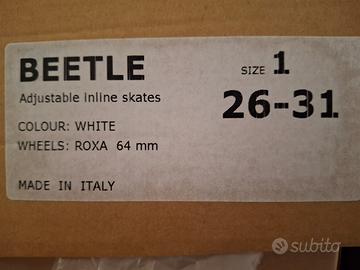 BEETLE
SIZE 1
Adjustable inline skates
26-31
COLOUR: WHITE
WHEELS: ROXA 64 mm
MADE IN ITALY
subito